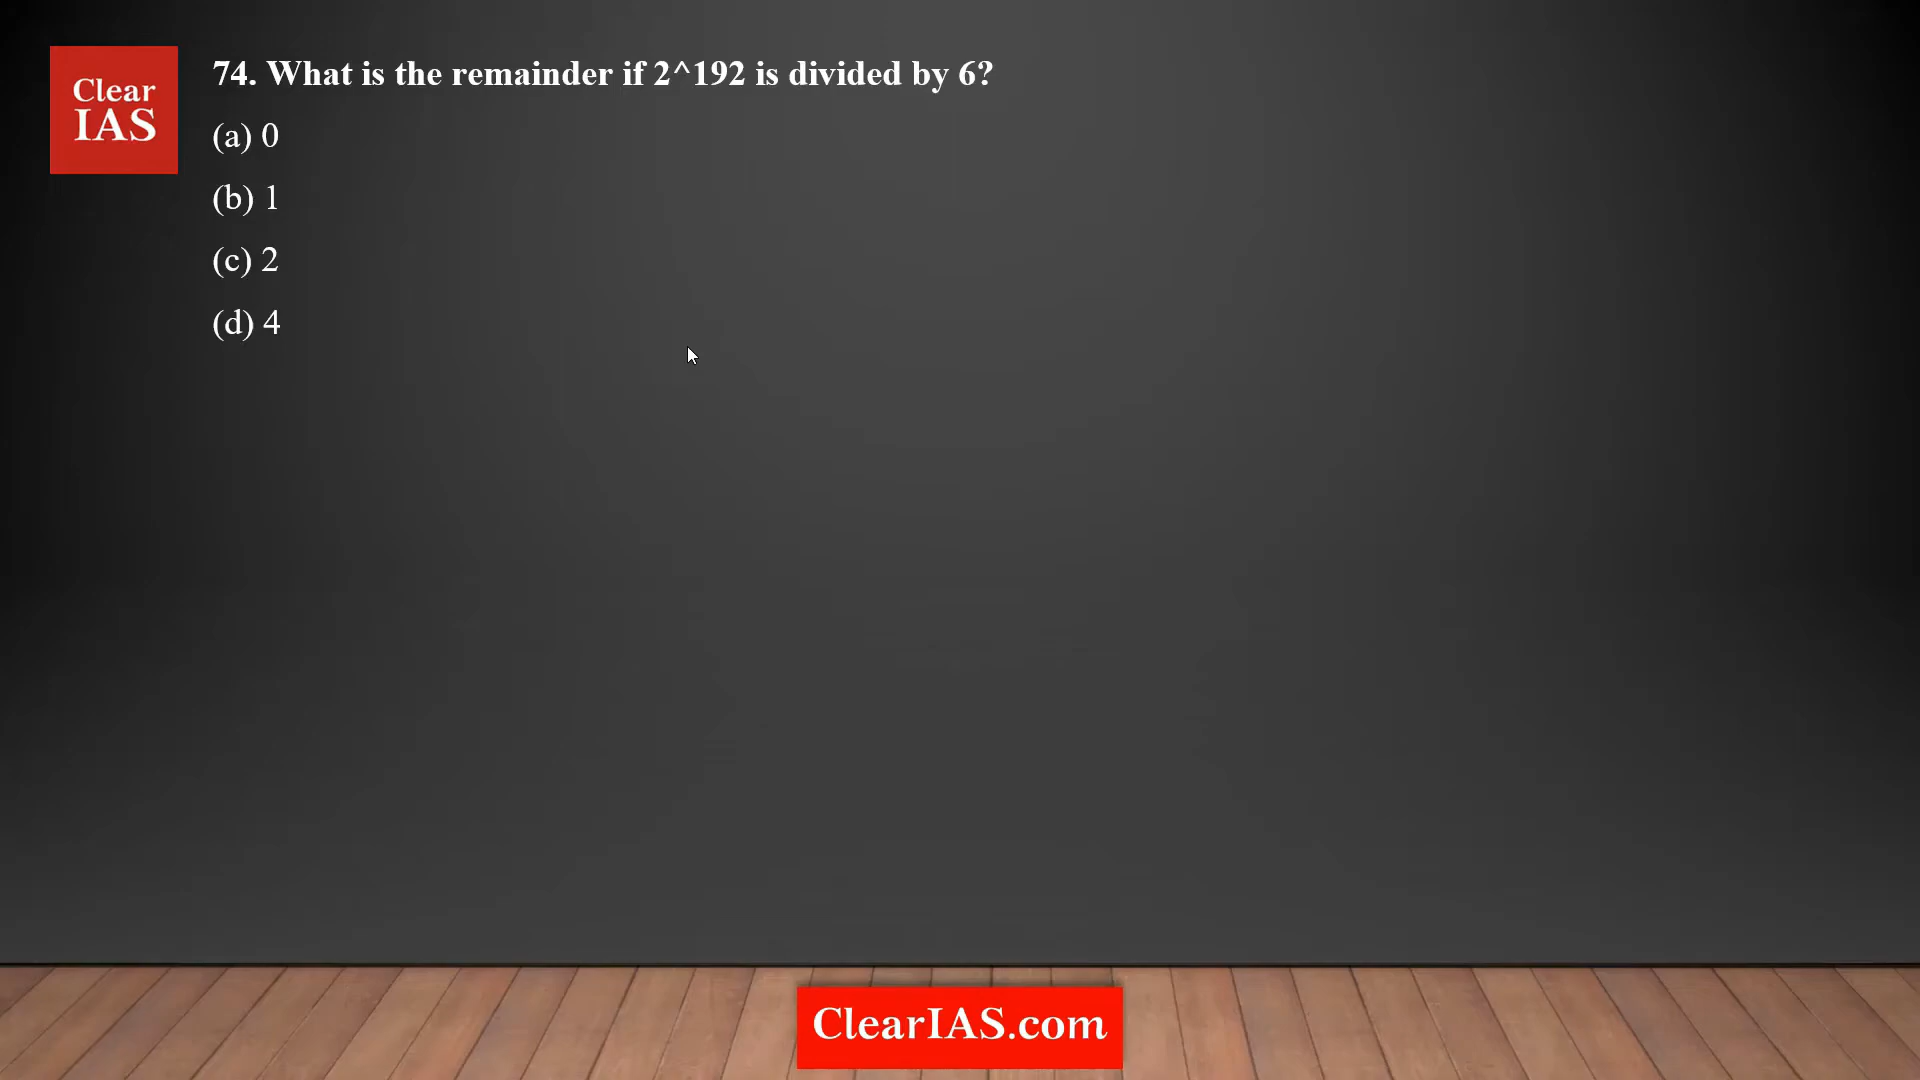 Clear
IAS
74. What is the remainder if 2^192 is divided by 6?
(a) 0
(b) 1
(c) 2
(d) 4
ClearIAS.com